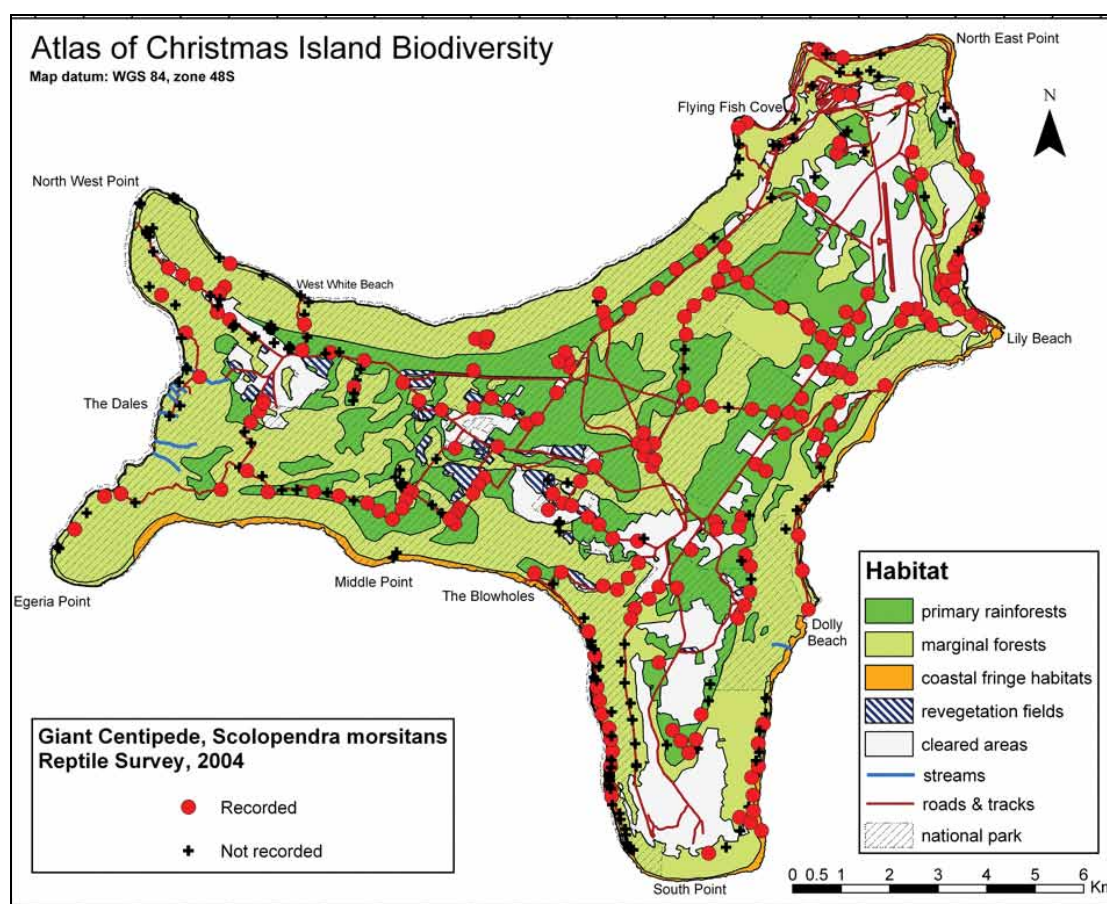 Atlas of Christmas Island Biodiversity
Map datum: WGS 84, zone 48S
North East Point
Flying Fish Cove
N
North West Point
West White Beach
Lily Beach
The Dales
Egeria Point
Middle Point
The Blowholes
Dolly
Beach
South Point
Giant Centipede, Scolopendra morsitans
Reptile Survey, 2004
Recorded
Not recorded
Habitat
primary rainforests
marginal forests
coastal fringe habitats
revegetation fields
cleared areas
streams
roads & tracks
national park
0 0.5 1 2 3 4 5 6
Km